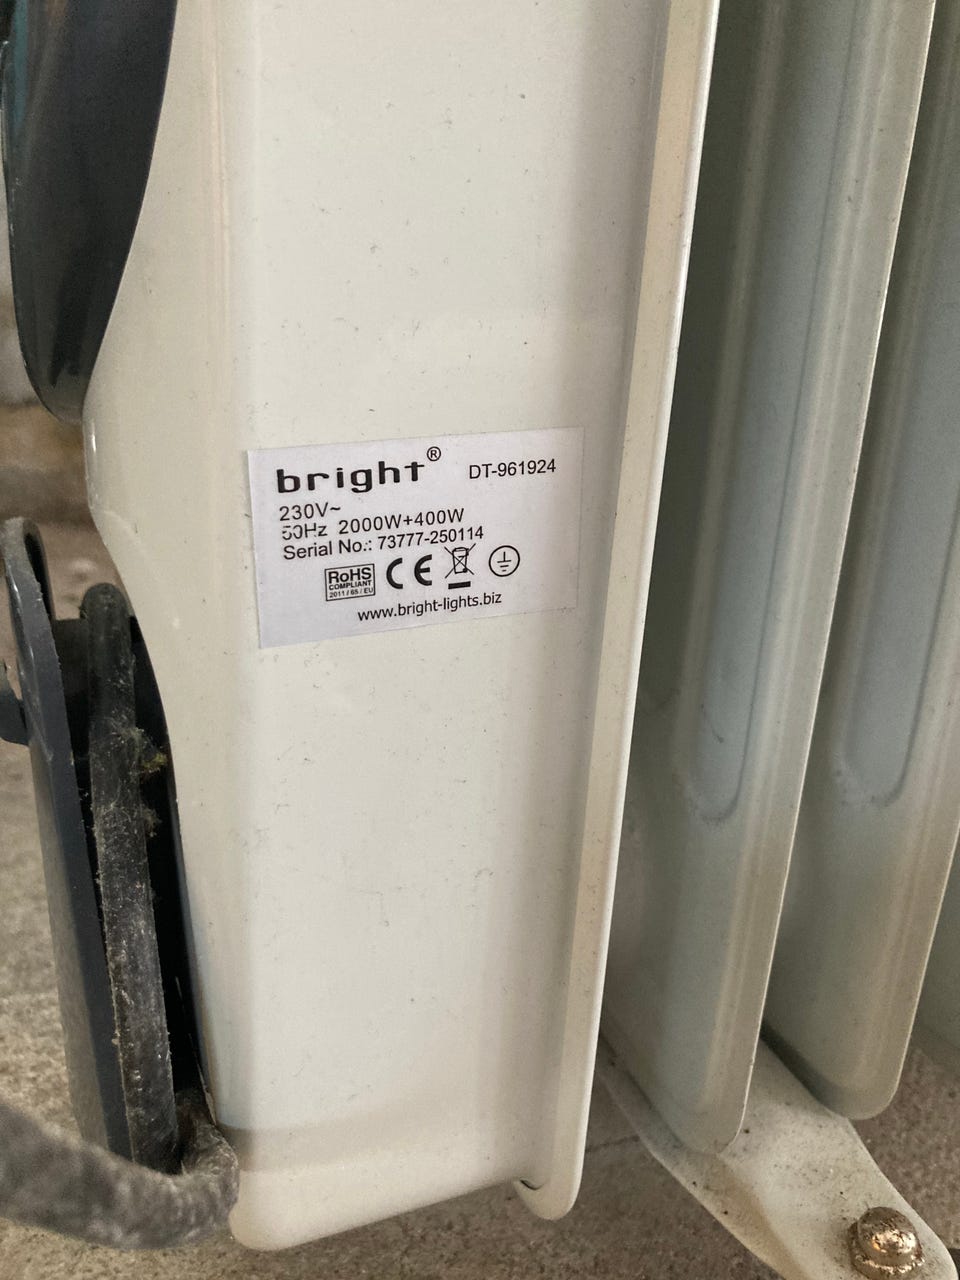 bright® DT-961924
230V~
50Hz 2000W+400W
Serial No.: 73777-250114
RoHS
COMPLIANT
2011 / 65 / EU
CE
www.bright-lights.biz